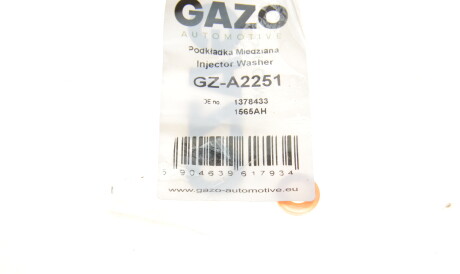 GAZO
AUTOMOTIVE
Podkładka Miedziana
Injector Washer
GZ-A2251
OE no. 1378433
1565AH
5 904639 617934
www.gazo-automotive.eu